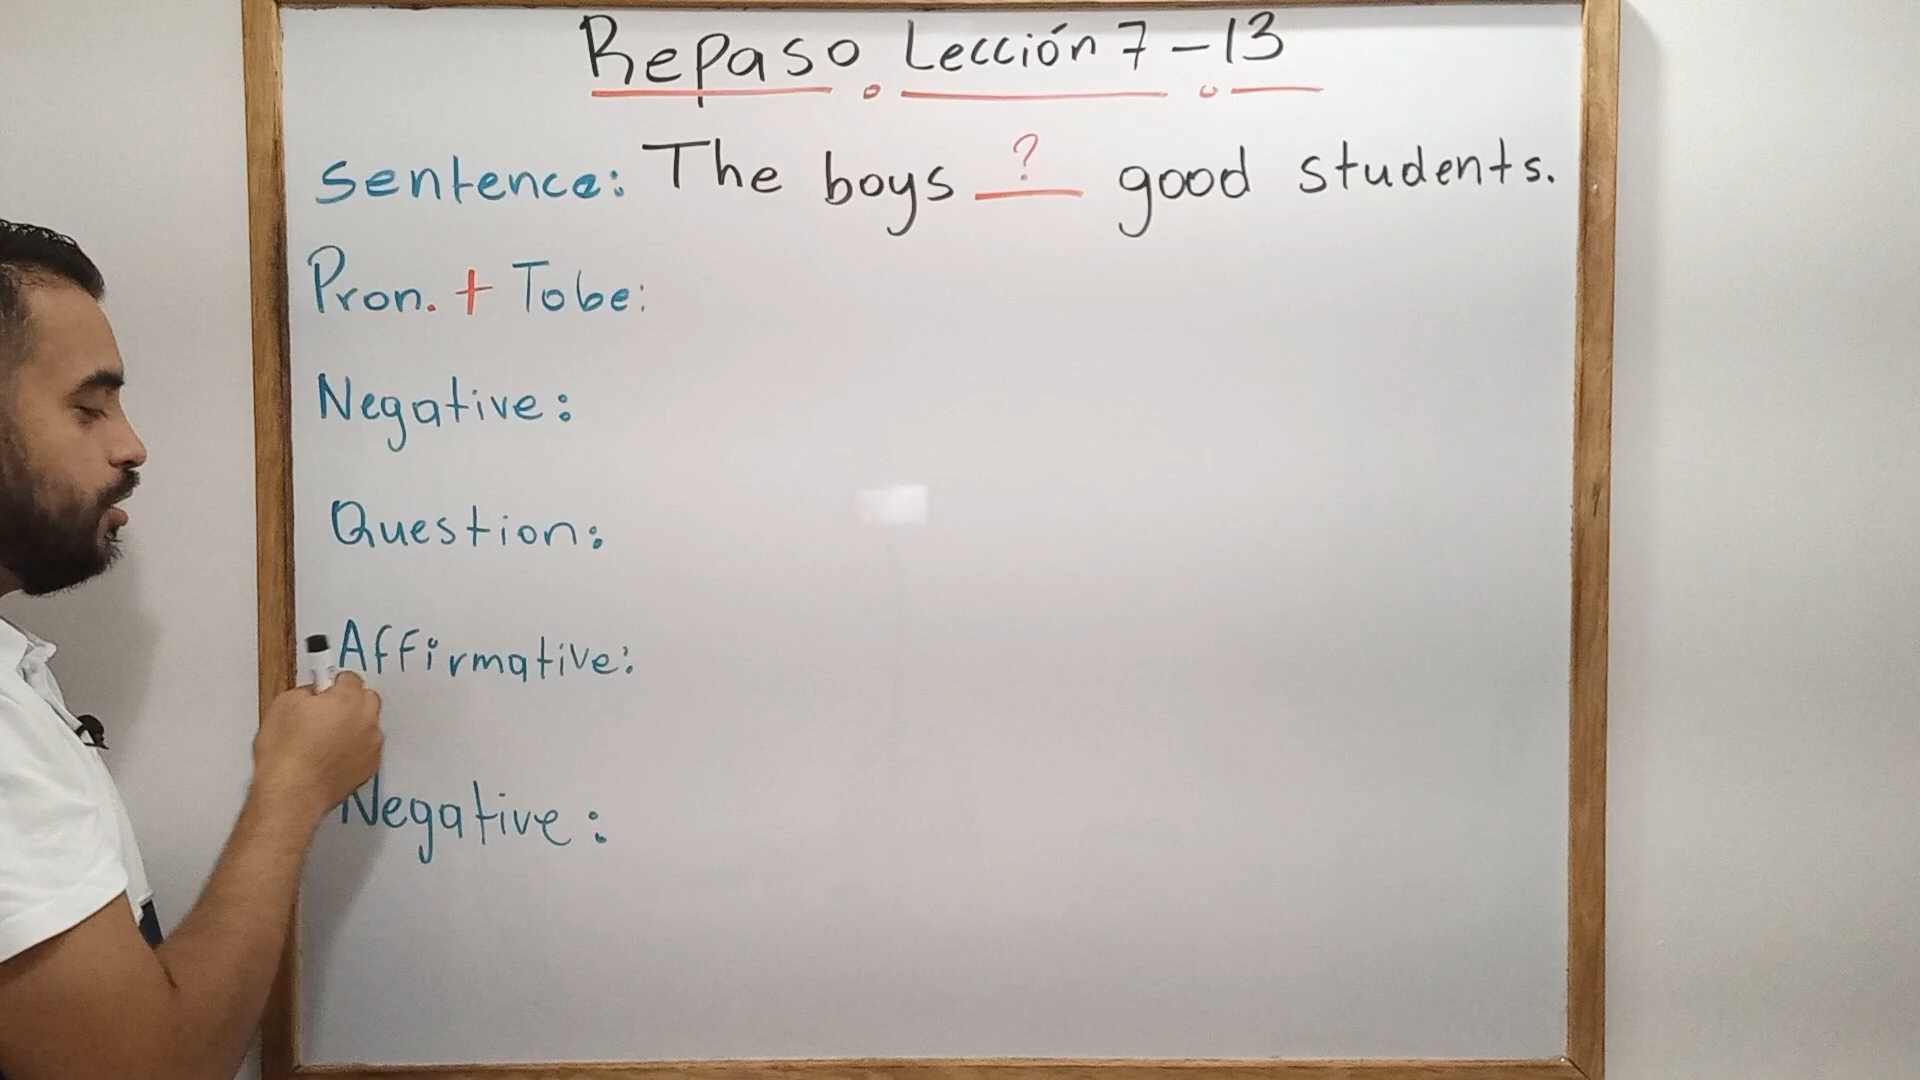 Repaso Lección 7-13
Sentence: The boys ? good students.
Pron. + Tobe:
Negative:
Question:
Affirmative:
Negative: